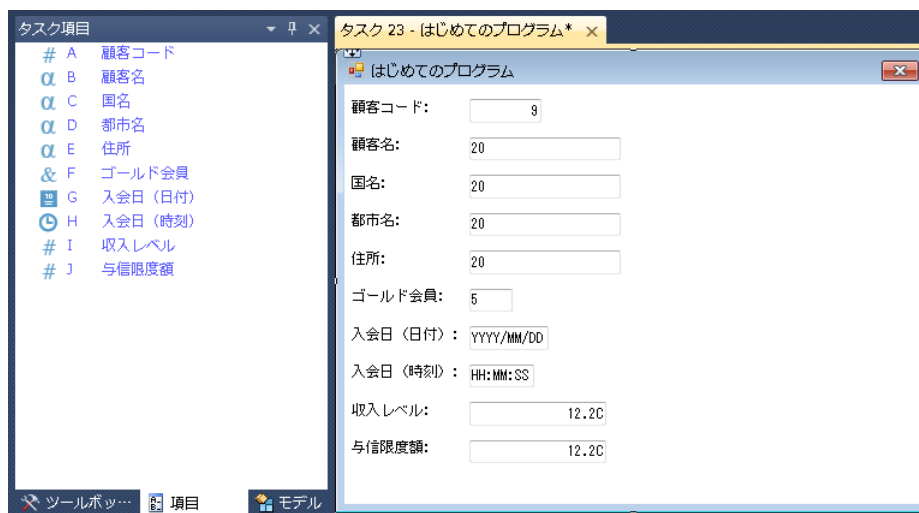 タスク項目
# A 顧客コード
α B 顧客名
α C 国名
α D 都市名
α E 住所
& F ゴールド会員
10 G 入会日（日付）
H 入会日（時刻）
# I 収入レベル
# J 与信限度額
ツールボッ…
項目
モデル
タスク 23 - はじめてのプログラム*
はじめてのプログラム
顧客コード: 9
顧客名: 20
国名: 20
都市名: 20
住所: 20
ゴールド会員: 5
入会日（日付）: YYYY/MM/DD
入会日（時刻）: HH:MM:SS
収入レベル: 12.2C
与信限度額: 12.2C